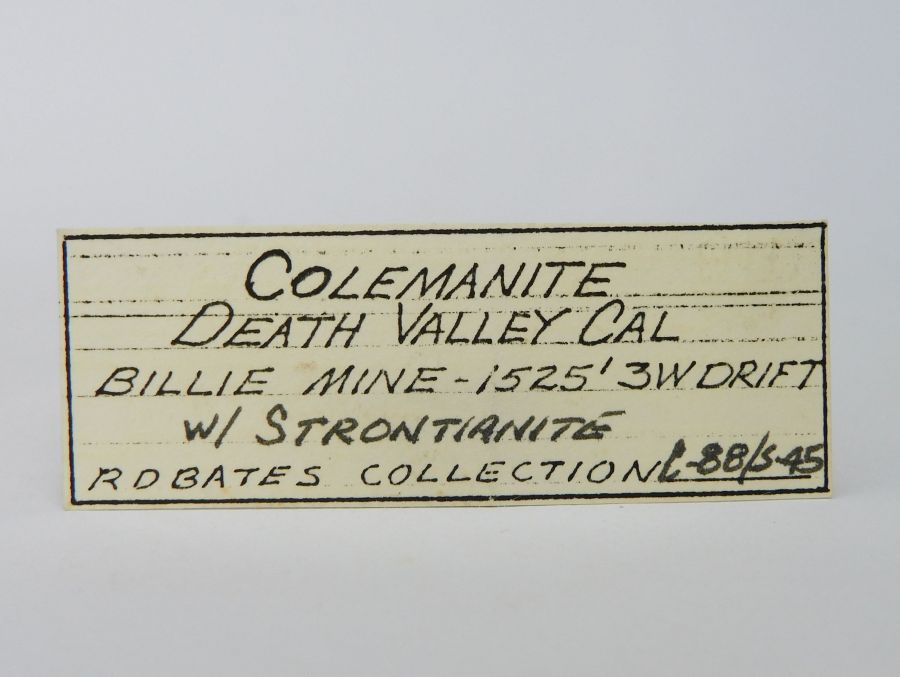 COLEMANITE
DEATH VALLEY CAL
BILLIE MINE - 1525' 3W DRIFT
W/ STRONTIANITE
RDBATES COLLECTION C-88/S-45